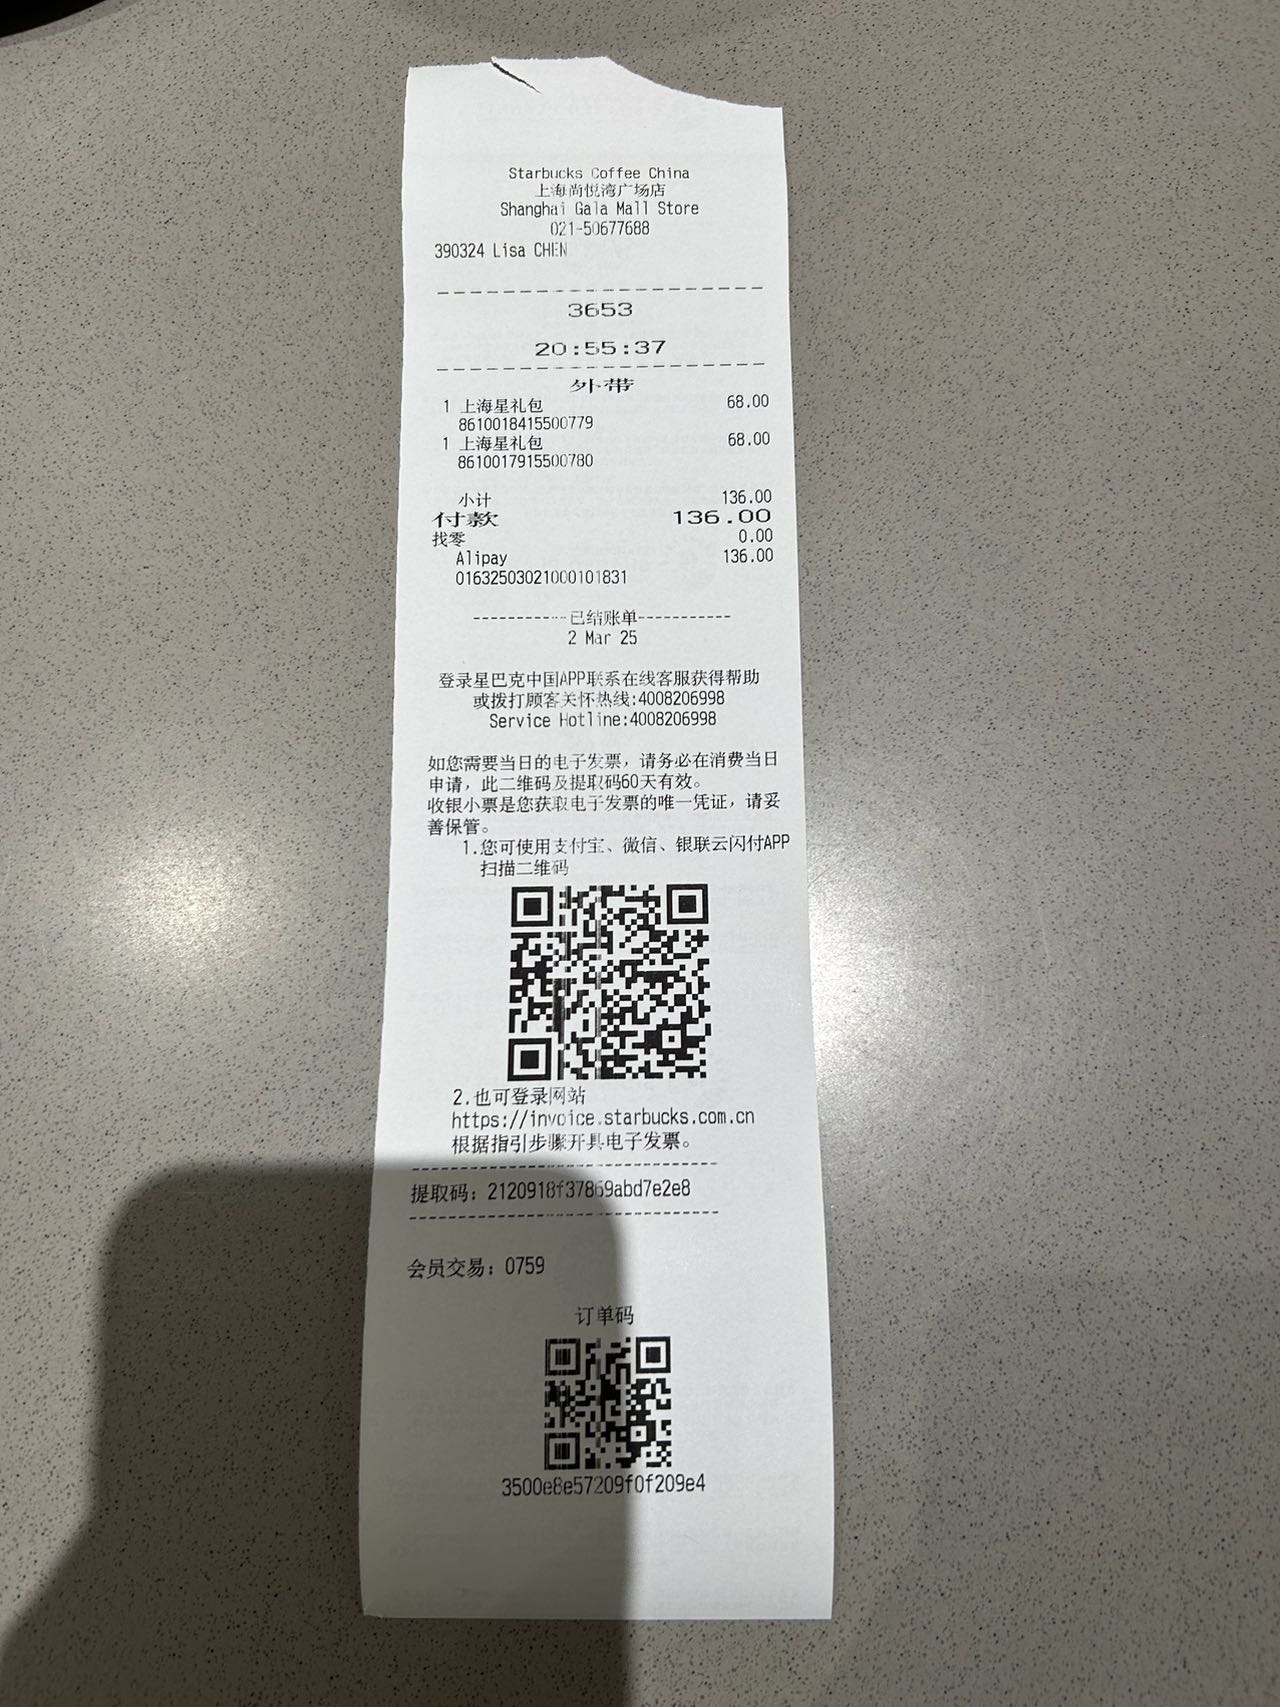 Starbucks Coffee China
上海尚悦湾广场店
Shanghai Gala Mall Store
021-50677688
390324 Lisa CHEN
3653
20:55:37
外带
1 上海星礼包 68.00
8610018415500779
1 上海星礼包 68.00
8610017915500780
小计 136.00
付款 136.00
找零 0.00
Alipay 136.00
01632503021000101831
-----------已结账单-----------
2 Mar 25
登录星巴克中国APP联系在线客服获得帮助
或拨打顾客关怀热线:4008206998
Service Hotline:4008206998
如您需要当日的电子发票，请务必在消费当日
申请，此二维码及提取码60天有效。
收银小票是您获取电子发票的唯一凭证，请妥
善保管。
1.您可使用支付宝、微信、银联云闪付APP
扫描二维码
2.也可登录网站
https://invoice.starbucks.com.cn
根据指引步骤开具电子发票。
提取码：2120918f37869abd7e2e8
会员交易：0759
订单码
3500e8e57209f0f209e4